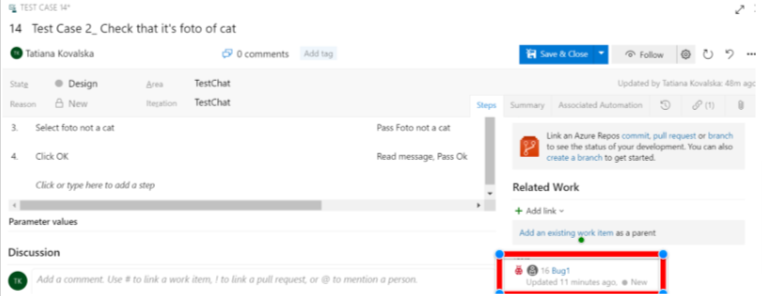 TEST CASE 14*
14 Test Case 2_ Check that it's foto of cat
TK Tatiana Kovalska 0 comments Add tag Save & Close Follow
State Design Area TestChat Updated by Tatiana Kovalska: 48m ago
Reason New Iteration TestChat Steps Summary Associated Automation (1)
3. Select foto not a cat Pass Foto not a cat
4. Click OK Read message, Pass Ok
Click or type here to add a step
Parameter values
Discussion
TK Add a comment. Use # to link a work item, ! to link a pull request, or @ to mention a person.
Link an Azure Repos commit, pull request or branch
to see the status of your development. You can also
create a branch to get started.
Related Work
+ Add link
Add an existing work item as a parent
16 Bug1
Updated 11 minutes ago, New